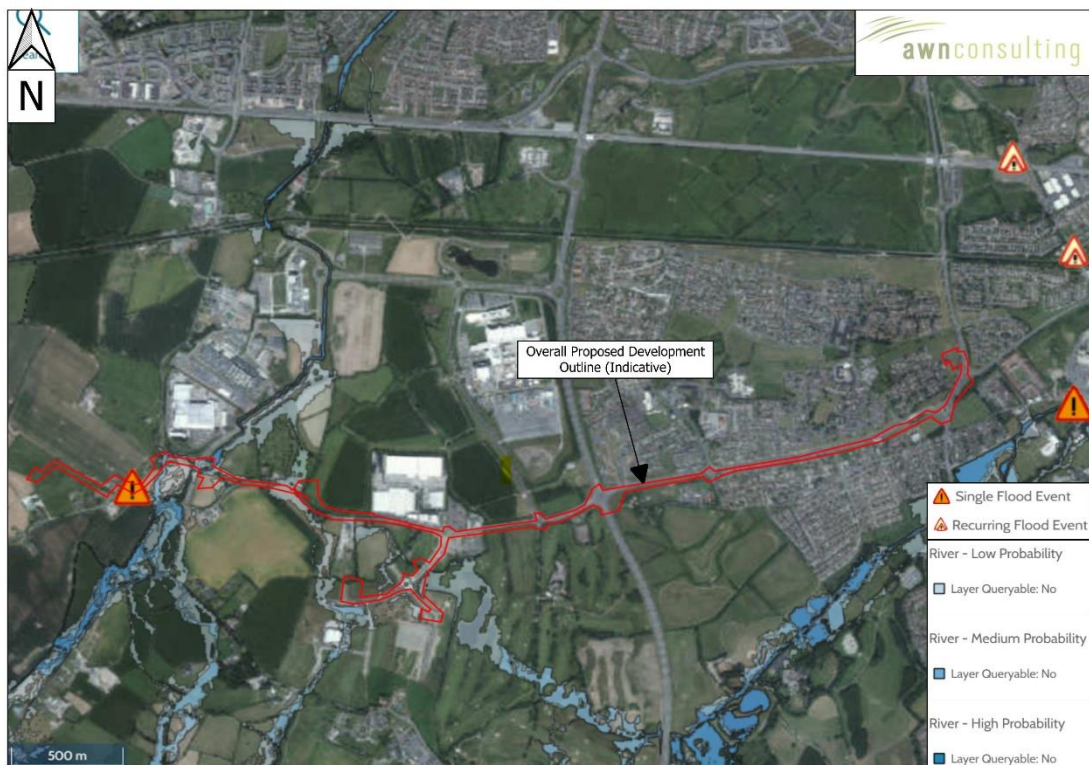 N
awnconsulting
Overall Proposed Development
Outline (Indicative)
Single Flood Event
Recurring Flood Event
River - Low Probability
Layer Queryable: No
River - Medium Probability
Layer Queryable: No
River - High Probability
Layer Queryable: No
500 m